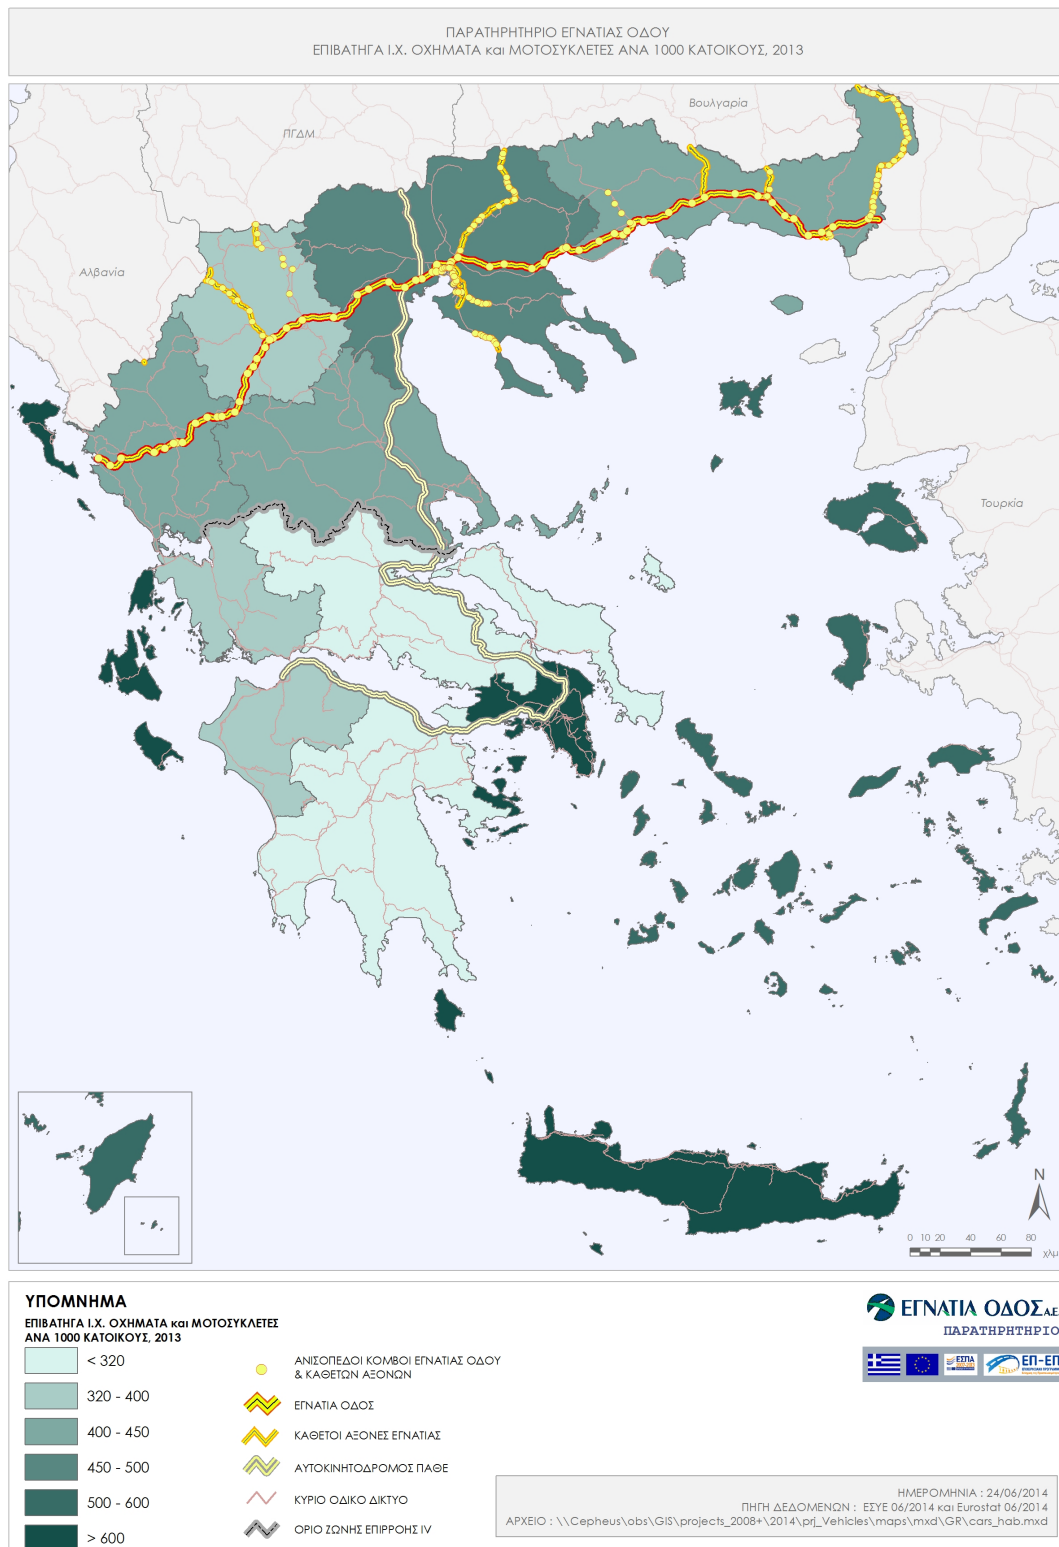 ΠΑΡΑΤΗΡΗΤΗΡΙΟ ΕΓΝΑΤΙΑΣ ΟΔΟΥ
ΕΠΙΒΑΤΗΓΑ Ι.Χ. ΟΧΗΜΑΤΑ και ΜΟΤΟΣΥΚΛΕΤΕΣ ΑΝΑ 1000 ΚΑΤΟΙΚΟΥΣ, 2013
Βουλγαρία
ΠΓΔΜ
Αλβανία
Τουρκία
N
0 10 20 40 60 80
χλμ
ΥΠΟΜΝΗΜΑ
ΕΠΙΒΑΤΗΓΑ Ι.Χ. ΟΧΗΜΑΤΑ και ΜΟΤΟΣΥΚΛΕΤΕΣ
ΑΝΑ 1000 ΚΑΤΟΙΚΟΥΣ, 2013
< 320
320 - 400
400 - 450
450 - 500
500 - 600
> 600
ΑΝΙΣΟΠΕΔΟΙ ΚΟΜΒΟΙ ΕΓΝΑΤΙΑΣ ΟΔΟΥ
& ΚΑΘΕΤΩΝ ΑΞΟΝΩΝ
ΕΓΝΑΤΙΑ ΟΔΟΣ
ΚΑΘΕΤΟΙ ΑΞΟΝΕΣ ΕΓΝΑΤΙΑΣ
ΑΥΤΟΚΙΝΗΤΟΔΡΟΜΟΣ ΠΑΘΕ
ΚΥΡΙΟ ΟΔΙΚΟ ΔΙΚΤΥΟ
ΟΡΙΟ ΖΩΝΗΣ ΕΠΙΡΡΟΗΣ IV
ΕΓΝΑΤΙΑ ΟΔΟΣ Α.Ε.
ΠΑΡΑΤΗΡΗΤΗΡΙΟ
ΕΣΠΑ
ΕΠ-ΕΠ
ΗΜΕΡΟΜΗΝΙΑ : 24/06/2014
ΠΗΓΗ ΔΕΔΟΜΕΝΩΝ : ΕΣΥΕ 06/2014 και Eurostat 06/2014
ΑΡΧΕΙΟ : \\Cepheus\obs\GIS\projects_2008+\2014\prj_Vehicles\maps\mxd\GR\cars_hab.mxd